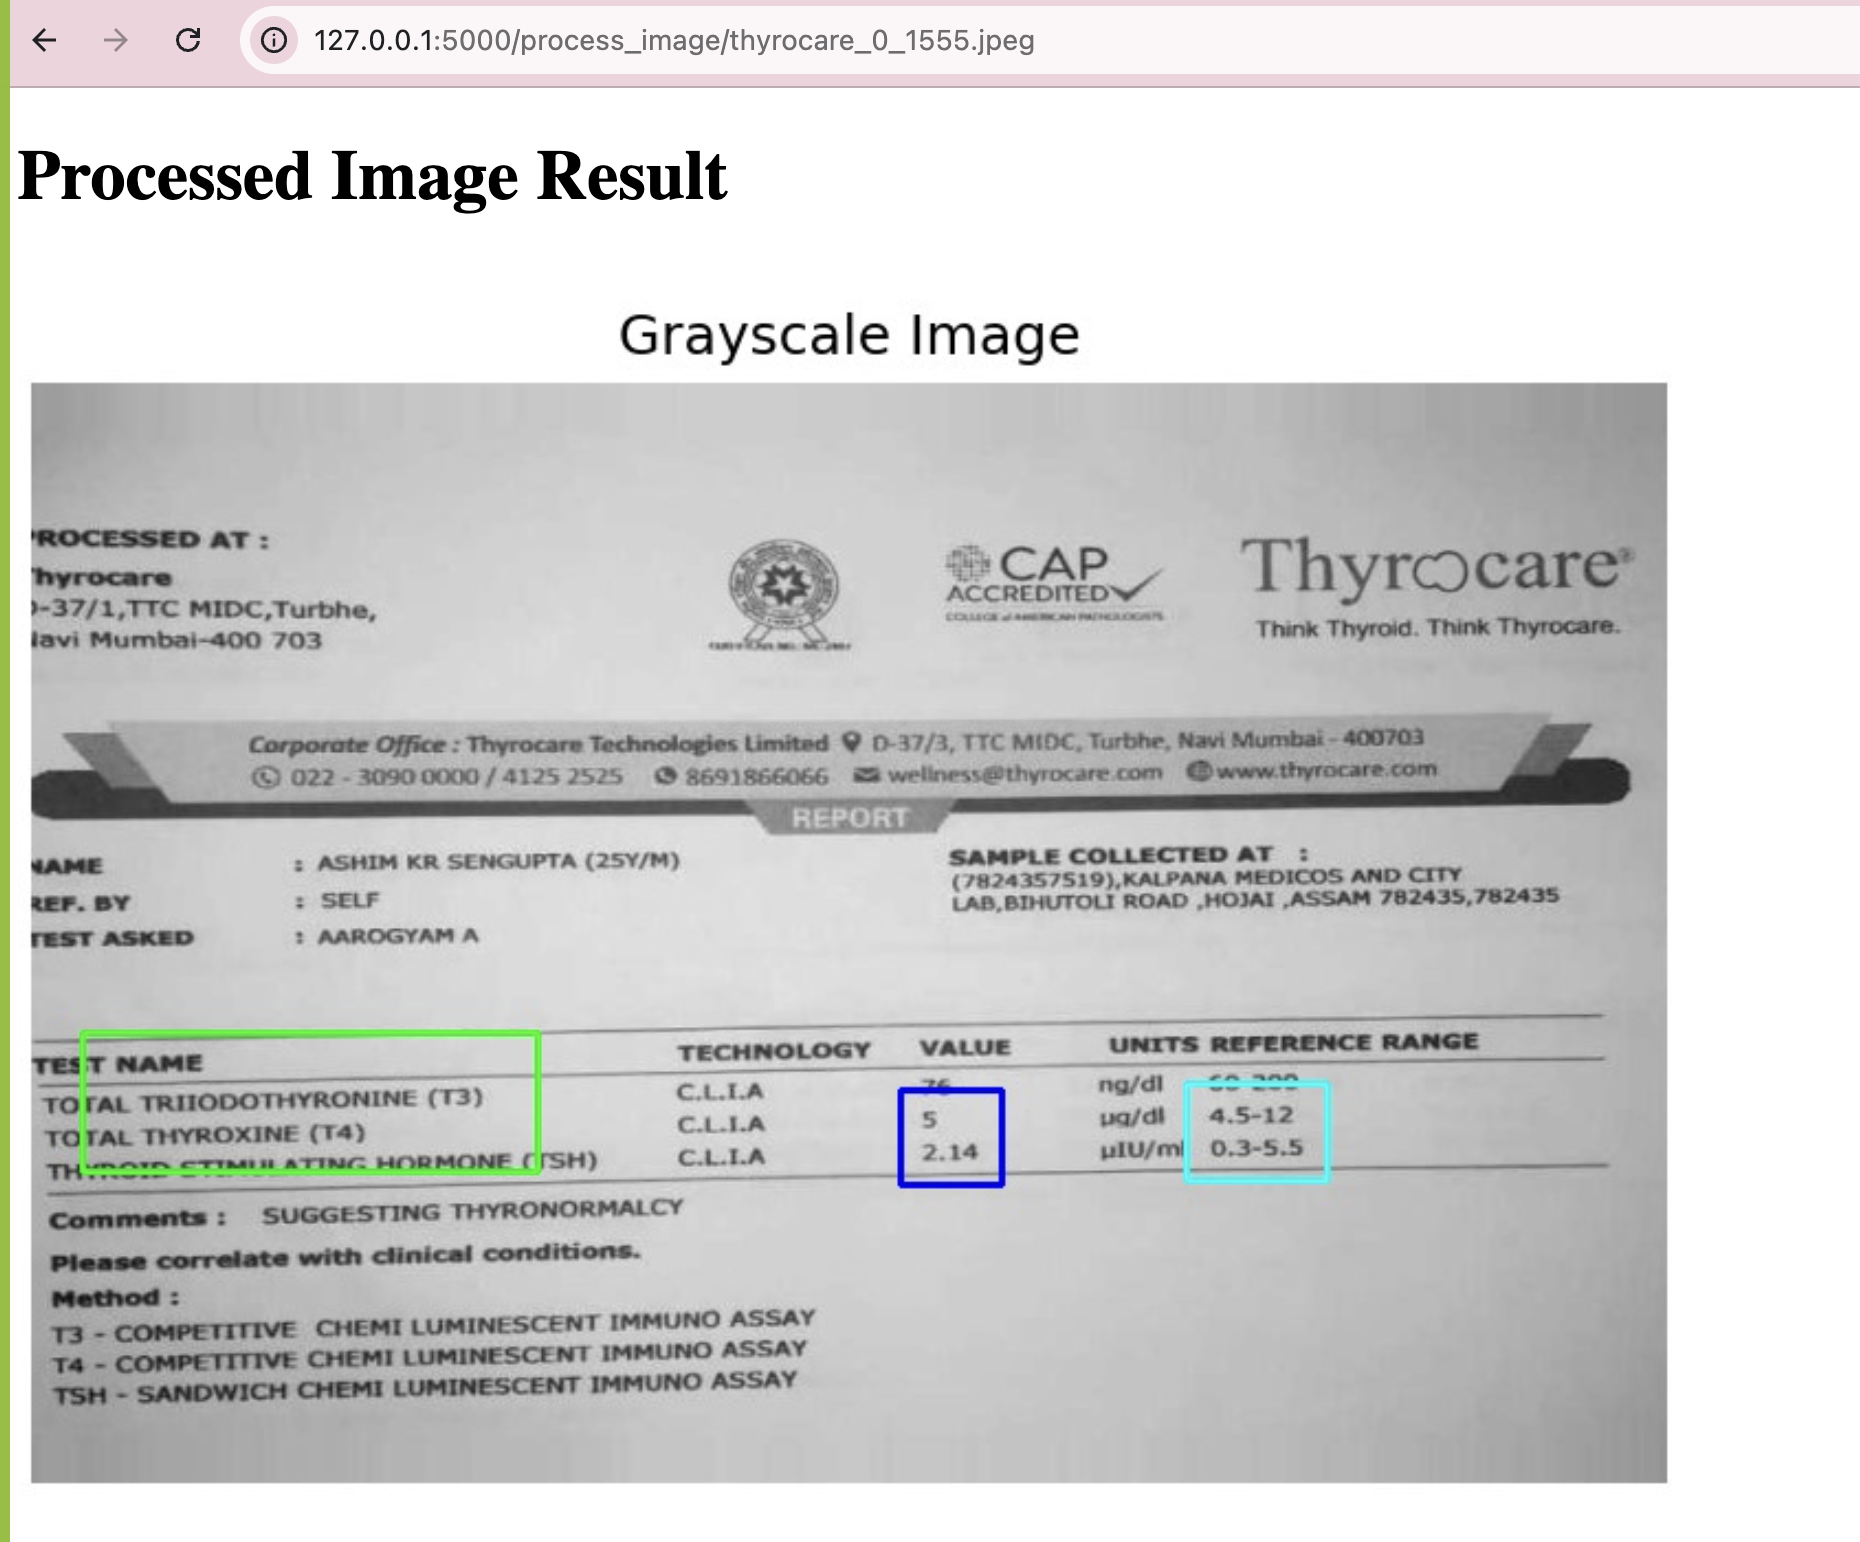 127.0.0.1:5000/process_image/thyrocare_0_1555.jpeg
Processed Image Result
Grayscale Image
ROCESSED AT :
hyrocare
-37/1,TTC MIDC,Turbhe,
avi Mumbai-400 703
CAP
ACCREDITED
COLLEGE of AMERICAN PATHOLOGISTS
Thyrocare®
Think Thyroid. Think Thyrocare.
Corporate Office : Thyrocare Technologies Limited D-37/3, TTC MIDC, Turbhe, Navi Mumbai - 400703
022 - 3090 0000 / 4125 2525 8691866066 wellness@thyrocare.com www.thyrocare.com
REPORT
NAME : ASHIM KR SENGUPTA (25Y/M)
REF. BY : SELF
TEST ASKED : AAROGYAM A
SAMPLE COLLECTED AT :
(7824357519),KALPANA MEDICOS AND CITY
LAB,BIHUTOLI ROAD ,HOJAI ,ASSAM 782435,782435
TEST NAME TECHNOLOGY VALUE UNITS REFERENCE RANGE
TOTAL TRIIODOTHYRONINE (T3) C.L.I.A 76 ng/dl 60-200
TOTAL THYROXINE (T4) C.L.I.A 5 µg/dl 4.5-12
THYROID STIMULATING HORMONE (TSH) C.L.I.A 2.14 µIU/ml 0.3-5.5
Comments : SUGGESTING THYRONORMALCY
Please correlate with clinical conditions.
Method :
T3 - COMPETITIVE CHEMI LUMINESCENT IMMUNO ASSAY
T4 - COMPETITIVE CHEMI LUMINESCENT IMMUNO ASSAY
TSH - SANDWICH CHEMI LUMINESCENT IMMUNO ASSAY